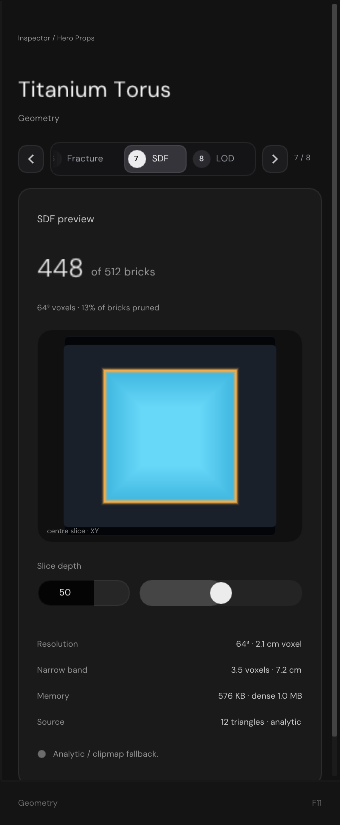 Inspector / Hero Props
Titanium Torus
Geometry
Fracture 7 SDF 8 LOD 7 / 8
SDF preview
448 of 512 bricks
64³ voxels · 13% of bricks pruned
centre slice · XY
Slice depth
50
Resolution 64³ · 2.1 cm voxel
Narrow band 3.5 voxels · 7.2 cm
Memory 576 KB · dense 1.0 MB
Source 12 triangles · analytic
Analytic / clipmap fallback.
Geometry F11